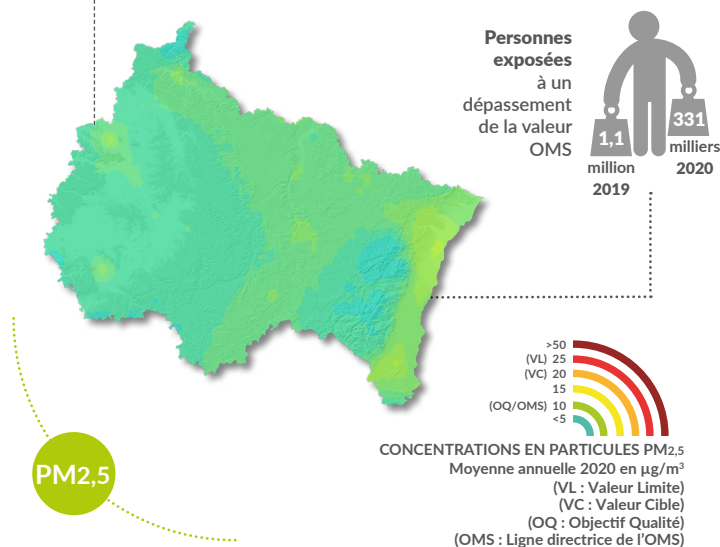 Personnes
exposées
à un
dépassement
de la valeur
OMS
1,1
million
2019
331
milliers
2020
>50
(VL) 25
(VC) 20
15
(OQ/OMS) 10
<5
CONCENTRATIONS EN PARTICULES PM2,5
Moyenne annuelle 2020 en µg/m³
(VL : Valeur Limite)
(VC : Valeur Cible)
(OQ : Objectif Qualité)
(OMS : Ligne directrice de l'OMS)
PM2,5